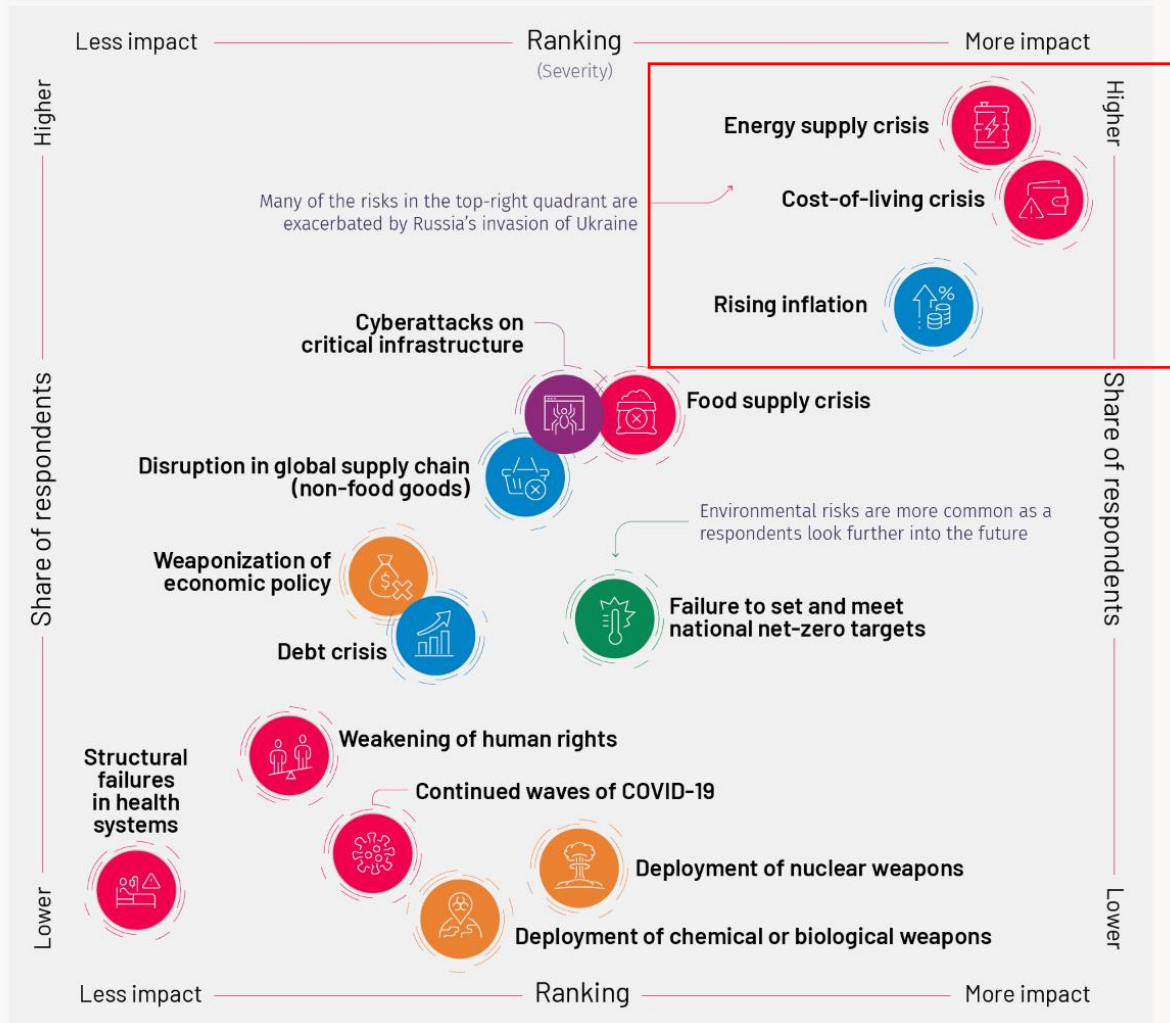 Less impact
Ranking
More impact
(Severity)
Higher
Higher
Energy supply crisis
Cost-of-living crisis
Many of the risks in the top-right quadrant are
exacerbated by Russia's invasion of Ukraine
Rising inflation
%
Cyberattacks on
critical infrastructure
Food supply crisis
Share of respondents
Share of respondents
Disruption in global supply chain
(non-food goods)
Environmental risks are more common as a
respondents look further into the future
Weaponization of
economic policy
$
Failure to set and meet
national net-zero targets
Debt crisis
Weakening of human rights
Structural
failures
in health
systems
Continued waves of COVID-19
Deployment of nuclear weapons
Deployment of chemical or biological weapons
Lower
Lower
Less impact
Ranking
More impact